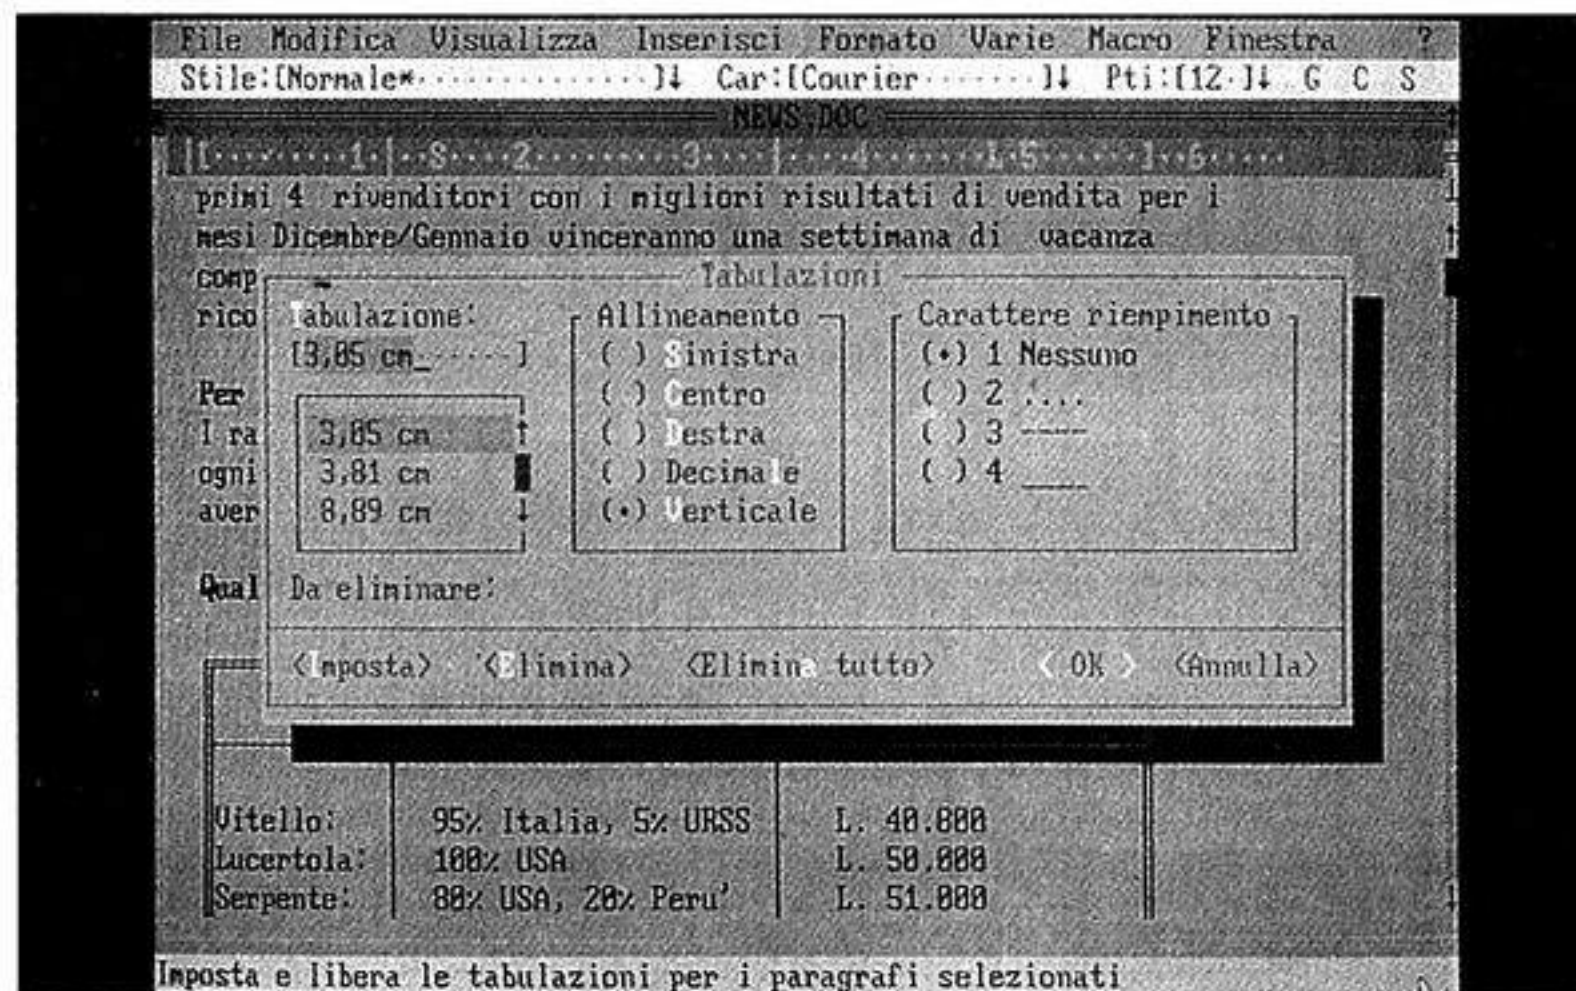 File Modifica Visualizza Inserisci Formato Varie Macro Finestra ?
Stile:[Normale*··············]↓ Car:[Courier·······]↓ Pti:[12·]↓ G C S
NEWS.DOC
primi 4 rivenditori con i migliori risultati di vendita per i
mesi Dicembre/Gennaio vinceranno una settimana di vacanza
comp
Tabulazioni
rico
Tabulazione:
[3,05 cm_······]
3,05 cm
3,81 cm
8,89 cm
Allineamento
( ) Sinistra
( ) Centro
( ) Destra
( ) Decimale
(•) Verticale
Carattere riempimento
(•) 1 Nessuno
( ) 2 ....
( ) 3 ----
( ) 4 ____
Per
I ra
ogni
aver
Qual
Da eliminare:
<Imposta> <Elimina> <Elimina tutto> < OK > <Annulla>
Vitello: 95% Italia, 5% URSS L. 40.000
Lucertola: 100% USA L. 50.000
Serpente: 80% USA, 20% Peru' L. 51.000
Imposta e libera le tabulazioni per i paragrafi selezionati